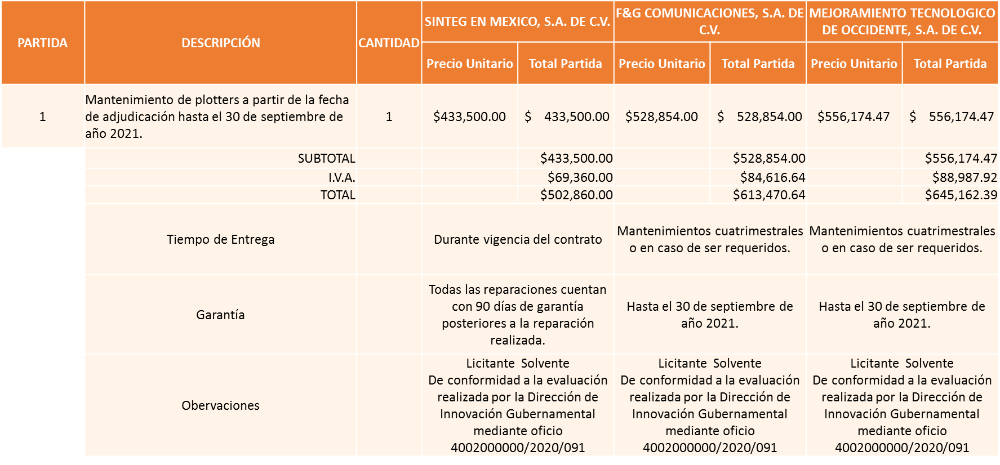 PARTIDA
DESCRIPCIÓN
CANTIDAD
SINTEG EN MEXICO, S.A. DE C.V.
F&G COMUNICACIONES, S.A. DE
C.V.
MEJORAMIENTO TECNOLOGICO
DE OCCIDENTE, S.A. DE C.V.
Precio Unitario
Total Partida
Precio Unitario
Total Partida
Precio Unitario
Total Partida
1
Mantenimiento de plotters a partir de la fecha
de adjudicación hasta el 30 de septiembre de
año 2021.
1
$433,500.00
$ 433,500.00
$528,854.00
$ 528,854.00
$556,174.47
$ 556,174.47
SUBTOTAL
$433,500.00
$528,854.00
$556,174.47
I.V.A.
$69,360.00
$84,616.64
$88,987.92
TOTAL
$502,860.00
$613,470.64
$645,162.39
Tiempo de Entrega
Durante vigencia del contrato
Mantenimientos cuatrimestrales
o en caso de ser requeridos.
Mantenimientos cuatrimestrales
o en caso de ser requeridos.
Garantía
Todas las reparaciones cuentan
con 90 días de garantía
posteriores a la reparación
realizada.
Hasta el 30 de septiembre de
año 2021.
Hasta el 30 de septiembre de
año 2021.
Obervaciones
Licitante Solvente
De conformidad a la evaluación
realizada por la Dirección de
Innovación Gubernamental
mediante oficio
4002000000/2020/091
Licitante Solvente
De conformidad a la evaluación
realizada por la Dirección de
Innovación Gubernamental
mediante oficio
4002000000/2020/091
Licitante Solvente
De conformidad a la evaluación
realizada por la Dirección de
Innovación Gubernamental
mediante oficio
4002000000/2020/091